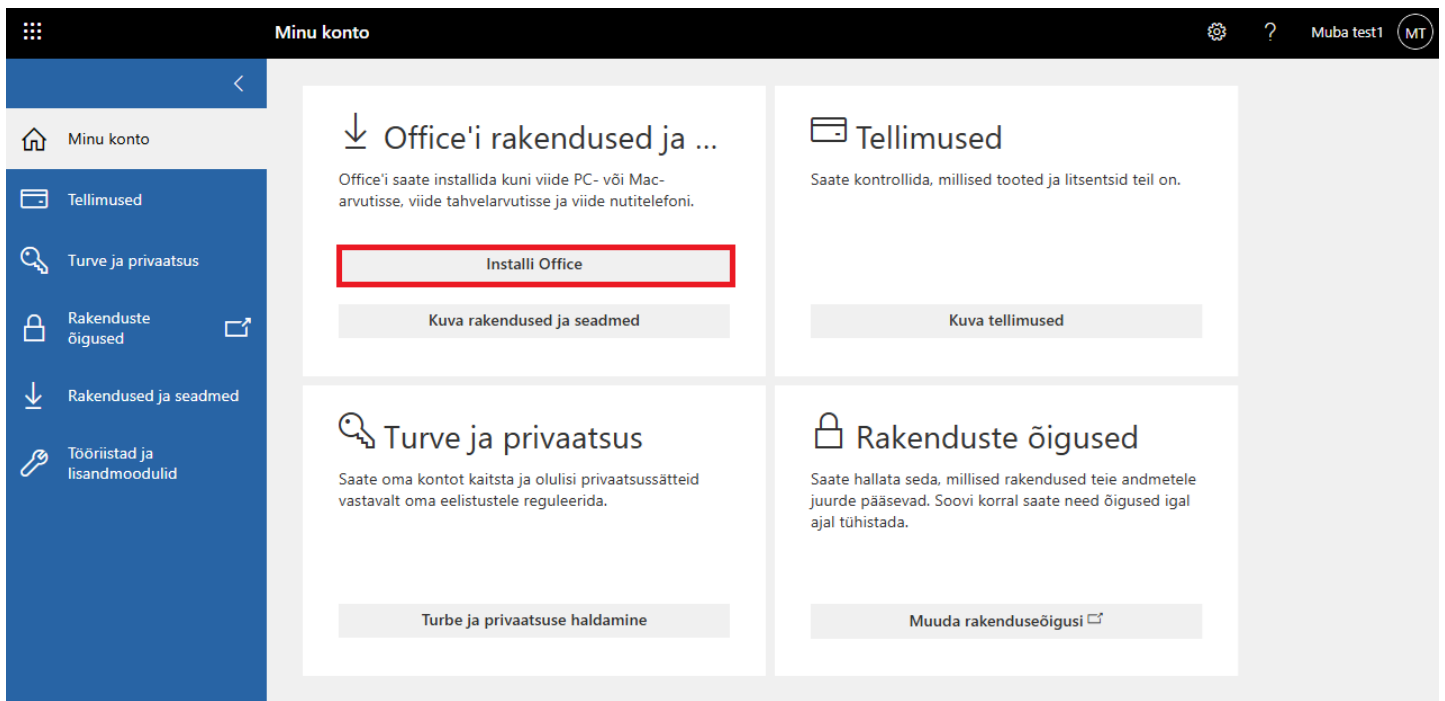 Minu konto
?
Muba test1
MT
Minu konto
Tellimused
Turve ja privaatsus
Rakenduste
õigused
Rakendused ja seadmed
Tööriistad ja
lisandmoodulid
Office'i rakendused ja ...
Office'i saate installida kuni viide PC- või Mac-
arvutisse, viide tahvelarvutisse ja viide nutitelefoni.
Installi Office
Kuva rakendused ja seadmed
Tellimused
Saate kontrollida, millised tooted ja litsentsid teil on.
Kuva tellimused
Turve ja privaatsus
Saate oma kontot kaitsta ja olulisi privaatsussätteid
vastavalt oma eelistustele reguleerida.
Turbe ja privaatsuse haldamine
Rakenduste õigused
Saate hallata seda, millised rakendused teie andmetele
juurde pääsevad. Soovi korral saate need õigused igal
ajal tühistada.
Muuda rakenduseõigusi